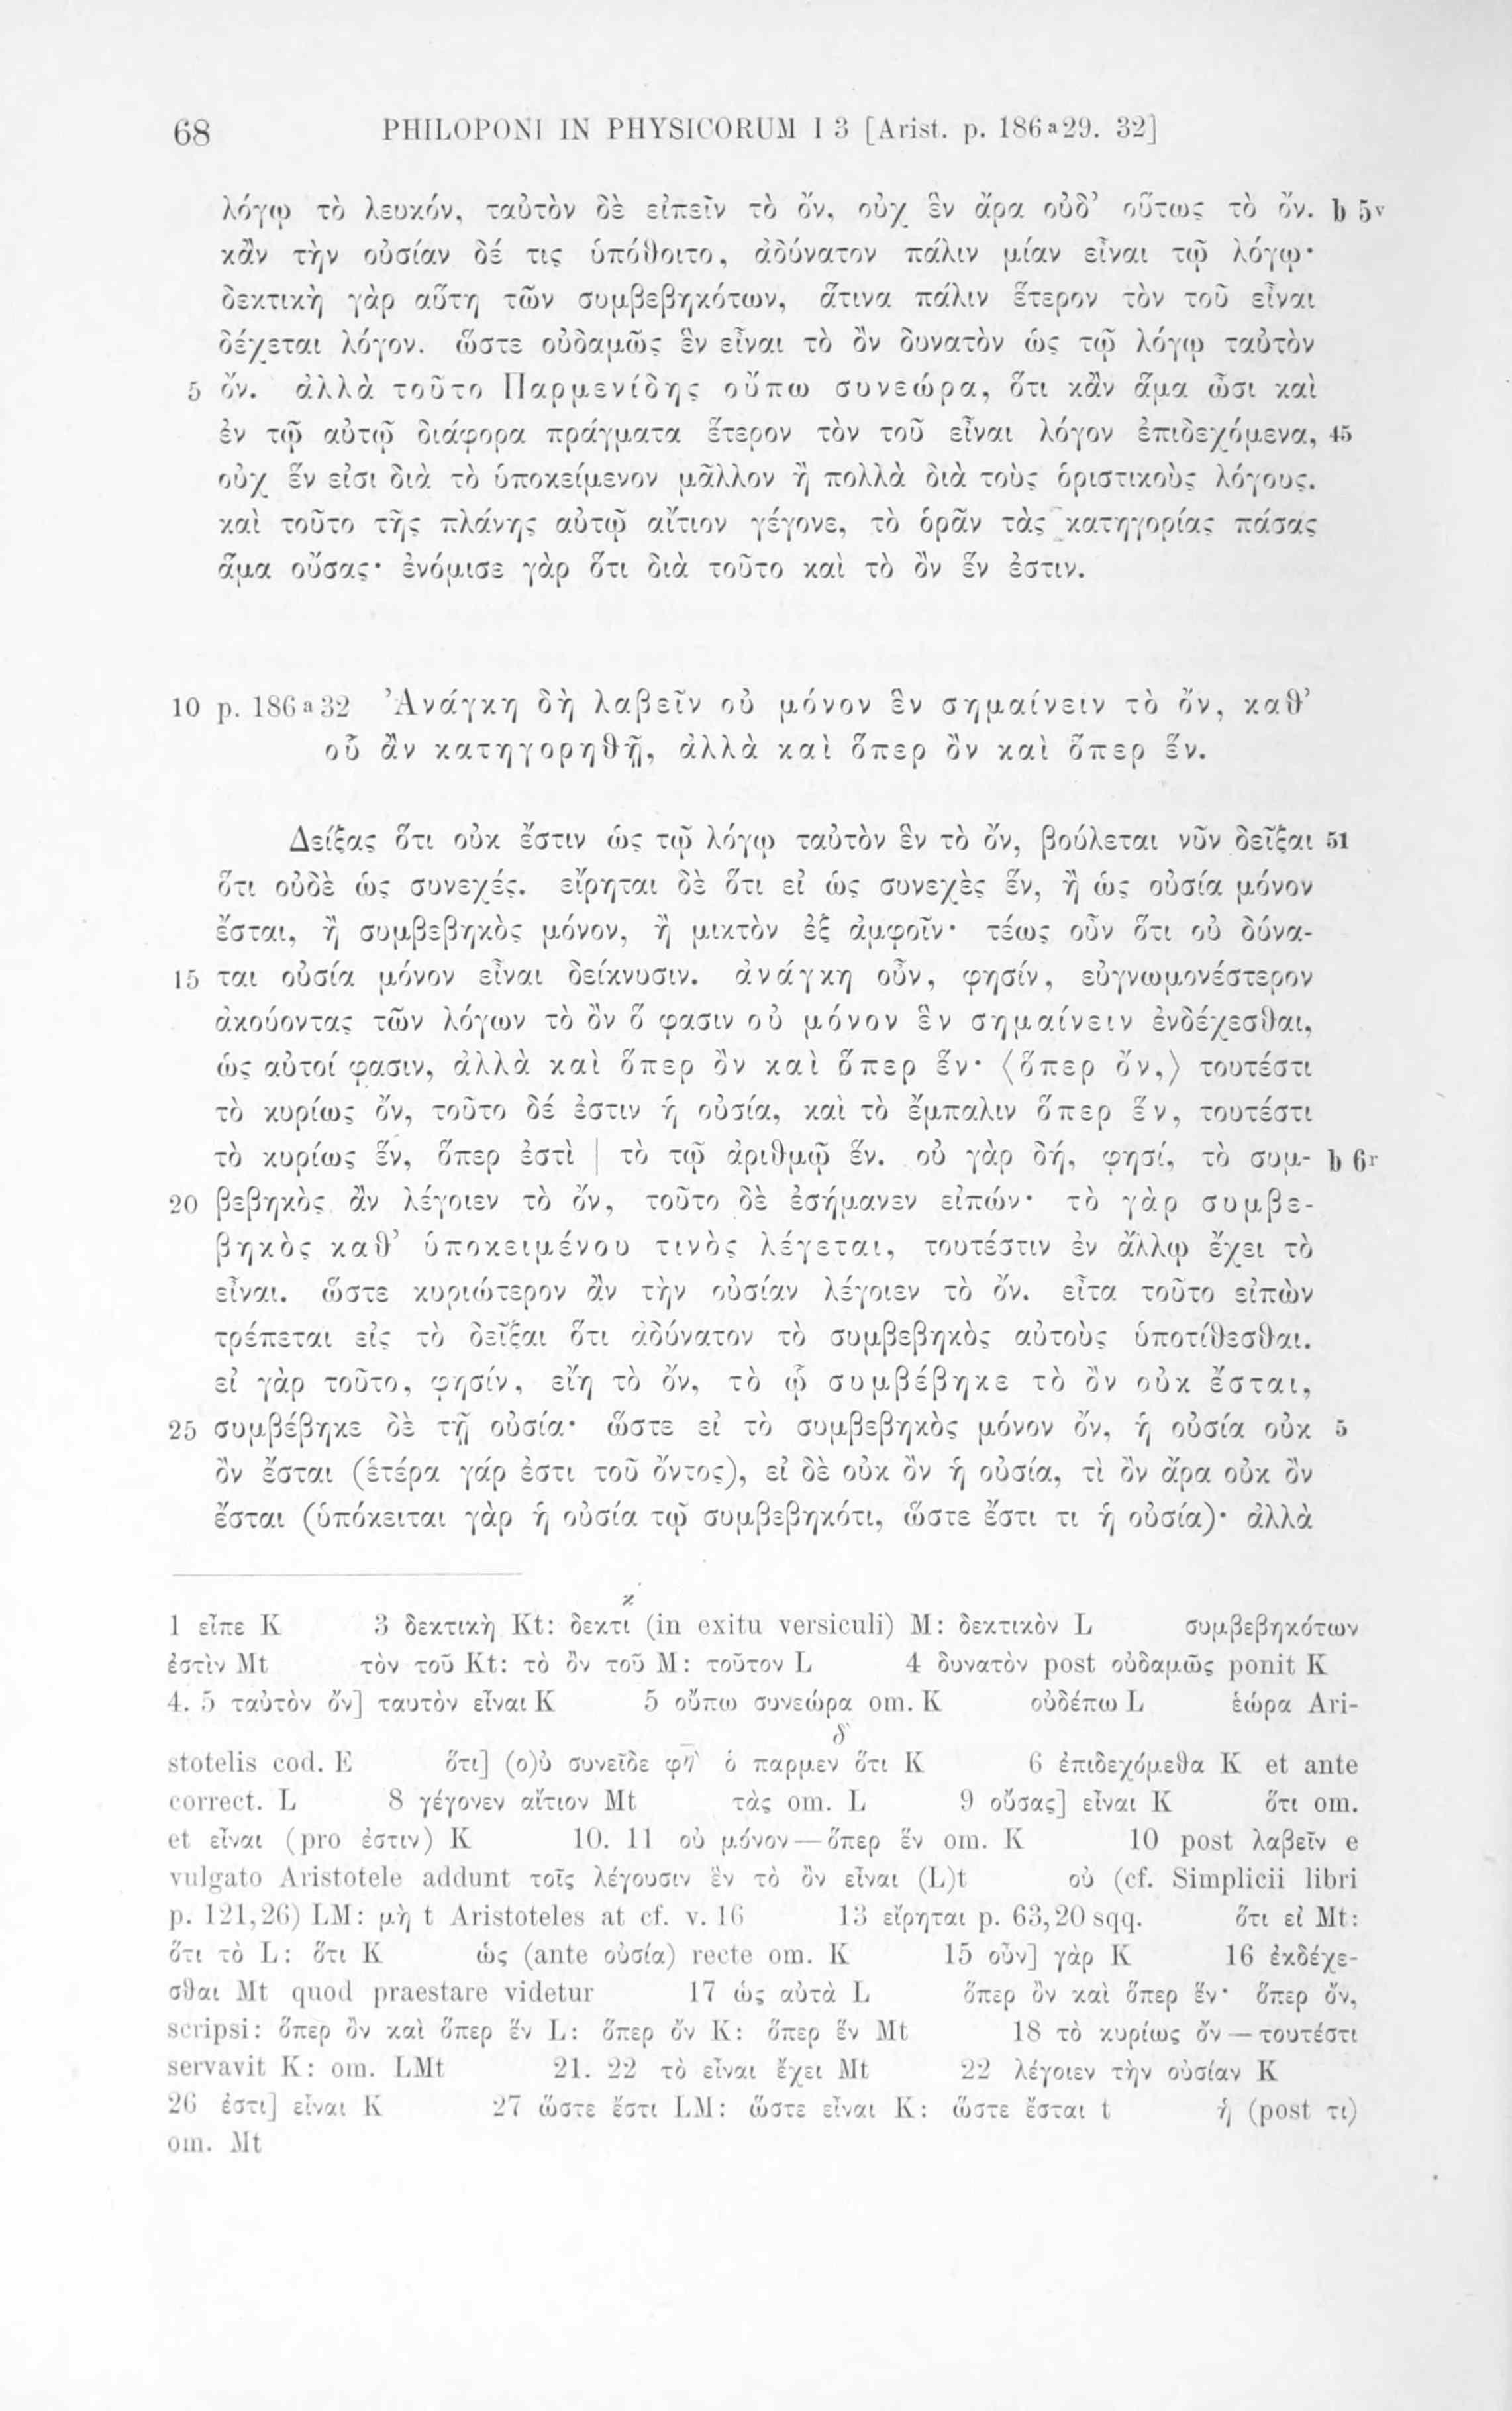 68 PHILOPONI IN PHYSICORUM I 3 [Arist. p. 186ª29. 32]
λόγῳ τὸ λευκόν, ταὐτὸν δὲ εἰπεῖν τὸ ὄν, οὐχ ἓν ἄρα οὐδ’ οὕτως τὸ ὄν. b 5v
κἂν τὴν οὐσίαν δέ τις ὑπόθοιτο, ἀδύνατον πάλιν μίαν εἶναι τῷ λόγῳ·
δεκτικὴ γὰρ αὕτη τῶν συμβεβηκότων, ἅτινα πάλιν ἕτερον τὸν τοῦ εἶναι
δέχεται λόγον. ὥστε οὐδαμῶς ἓν εἶναι τὸ ὂν δυνατὸν ὡς τῷ λόγῳ ταὐτὸν
5 ὄν. ἀλλὰ τοῦτο Παρμενίδης οὔπω συνεώρα, ὅτι κἂν ἅμα ὦσι καὶ
ἐν τῷ αὐτῷ διάφορα πράγματα ἕτερον τὸν τοῦ εἶναι λόγον ἐπιδεχόμενα, 45
οὐχ ἕν εἰσι διὰ τὸ ὑποκείμενον μᾶλλον ἢ πολλὰ διὰ τοὺς ὁριστικοὺς λόγους.
καὶ τοῦτο τῆς πλάνης αὐτῷ αἴτιον γέγονε, τὸ ὁρᾶν τὰς κατηγορίας πάσας
ἅμα οὔσας· ἐνόμισε γὰρ ὅτι διὰ τοῦτο καὶ τὸ ὂν ἕν ἐστιν.
10 p. 186ª32 Ἀνάγκη δὴ λαβεῖν οὐ μόνον ἓν σημαίνειν τὸ ὄν, καθ’
οὗ ἂν κατηγορηθῇ, ἀλλὰ καὶ ὅπερ ὂν καὶ ὅπερ ἕν.
Δείξας ὅτι οὐκ ἔστιν ὡς τῷ λόγῳ ταὐτὸν ἓν τὸ ὄν, βούλεται νῦν δεῖξαι 51
ὅτι οὐδὲ ὡς συνεχές. εἴρηται δὲ ὅτι εἰ ὡς συνεχὲς ἕν, ἢ ὡς οὐσία μόνον
ἔσται, ἢ συμβεβηκὸς μόνον, ἢ μικτὸν ἐξ ἀμφοῖν· τέως οὖν ὅτι οὐ δύνα-
15 ται οὐσία μόνον εἶναι δείκνυσιν. ἀνάγκη οὖν, φησίν, εὐγνωμονέστερον
ἀκούοντας τῶν λόγων τὸ ὂν ὅ φασιν οὐ μόνον ἓν σημαίνειν ἐνδέχεσθαι,
ὡς αὐτοί φασιν, ἀλλὰ καὶ ὅπερ ὂν καὶ ὅπερ ἕν· ⟨ὅπερ ὄν,⟩ τουτέστι
τὸ κυρίως ὄν, τοῦτο δέ ἐστιν ἡ οὐσία, καὶ τὸ ἔμπαλιν ὅπερ ἕν, τουτέστι
τὸ κυρίως ἕν, ὅπερ ἐστὶ | τὸ τῷ ἀριθμῷ ἕν. οὐ γὰρ δή, φησί, τὸ συμ- b 6r
20 βεβηκὸς ἂν λέγοιεν τὸ ὄν, τοῦτο δὲ ἐσήμανεν εἰπών· τὸ γὰρ συμβε-
βηκὸς καθ’ ὑποκειμένου τινὸς λέγεται, τουτέστιν ἐν ἄλλῳ ἔχει τὸ
εἶναι. ὥστε κυριώτερον ἂν τὴν οὐσίαν λέγοιεν τὸ ὄν. εἶτα τοῦτο εἰπὼν
τρέπεται εἰς τὸ δεῖξαι ὅτι ἀδύνατον τὸ συμβεβηκὸς αὐτοὺς ὑποτίθεσθαι.
εἰ γὰρ τοῦτο, φησίν, εἴη τὸ ὄν, τὸ ᾧ συμβέβηκε τὸ ὂν οὐκ ἔσται,
25 συμβέβηκε δὲ τῇ οὐσίᾳ· ὥστε εἰ τὸ συμβεβηκὸς μόνον ὄν, ἡ οὐσία οὐκ 5
ὂν ἔσται (ἑτέρα γάρ ἐστι τοῦ ὄντος), εἰ δὲ οὐκ ὂν ἡ οὐσία, τὶ ὂν ἄρα οὐκ ὂν
ἔσται (ὑπόκειται γὰρ ἡ οὐσία τῷ συμβεβηκότι, ὥστε ἔστι τι ἡ οὐσία)· ἀλλὰ
1 εἶπε K 3 δεκτικὴ Kt: δεκτι^κ (in exitu versiculi) M: δεκτικὸν L συμβεβηκότων
ἐστὶν Mt τὸν τοῦ Kt: τὸ ὂν τοῦ M: τοῦτον L 4 δυνατὸν post οὐδαμῶς ponit K
4. 5 ταὐτὸν ὄν] ταυτὸν εἶναι K 5 οὔπω συνεώρα om. K οὐδέπω L ἑώρα Ari-
stotelis cod. E ὅτι] (ο)ὐ συνεῖδε ὁ παρμεν^δ ὅτι K 6 ἐπιδεχόμεθα K et ante
correct. L 8 γέγονεν αἴτιον Mt τὰς om. L 9 οὔσας] εἶναι K ὅτι om.
et εἶναι (pro ἐστιν) K 10. 11 οὐ μόνον — ὅπερ ἕν om. K 10 post λαβεῖν e
vulgato Aristotele addunt τοῖς λέγουσιν ἓν τὸ ὂν εἶναι (L)t οὐ (cf. Simplicii libri
p. 121,26) LM: μὴ t Aristoteles at cf. v. 16 13 εἴρηται p. 63,20 sqq. ὅτι εἰ Mt:
ὅτι τὸ L: ὅτι K ὡς (ante οὐσία) recte om. K 15 οὖν] γὰρ K 16 ἐκδέχε-
σθαι Mt quod praestare videtur 17 ὡς αὐτὰ L ὅπερ ὂν καὶ ὅπερ ἕν· ὅπερ ὄν,
scripsi: ὅπερ ὂν καὶ ὅπερ ἓν L: ὅπερ ὄν K: ὅπερ ἓν Mt 18 τὸ κυρίως ὄν — τουτέστι
servavit K: om. LMt 21. 22 τὸ εἶναι ἔχει Mt 22 λέγοιεν τὴν οὐσίαν K
26 ἐστι] εἶναι K 27 ὥστε ἔστι LM: ὥστε εἶναι K: ὥστε ἔσται t ἡ (post τι)
om. Mt